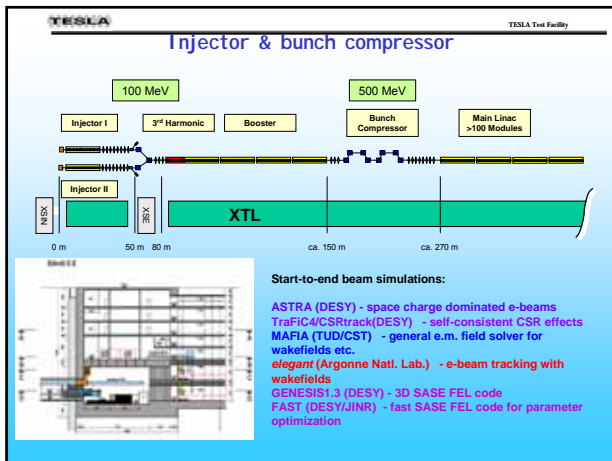 TESLA
TESLA Test Facility
Injector & bunch compressor
100 MeV
500 MeV
Injector I
3rd Harmonic
Booster
Bunch
Compressor
Main Linac
>100 Modules
Injector II
XSIN
XSE
XTL
0 m
50 m
80 m
ca. 150 m
ca. 270 m
Start-to-end beam simulations:
ASTRA (DESY) - space charge dominated e-beams
TraFiC4/CSRtrack(DESY) - self-consistent CSR effects
MAFIA (TUD/CST) - general e.m. field solver for
wakefields etc.
elegant (Argonne Natl. Lab.) - e-beam tracking with
wakefields
GENESIS1.3 (DESY) - 3D SASE FEL code
FAST (DESY/JINR) - fast SASE FEL code for parameter
optimization